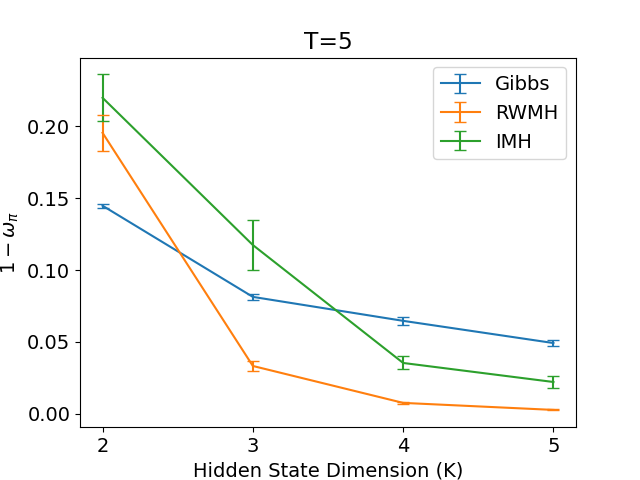 T=5
Gibbs
RWMH
IMH
1 − ω_π
0.20
0.15
0.10
0.05
0.00
2 3 4 5
Hidden State Dimension (K)